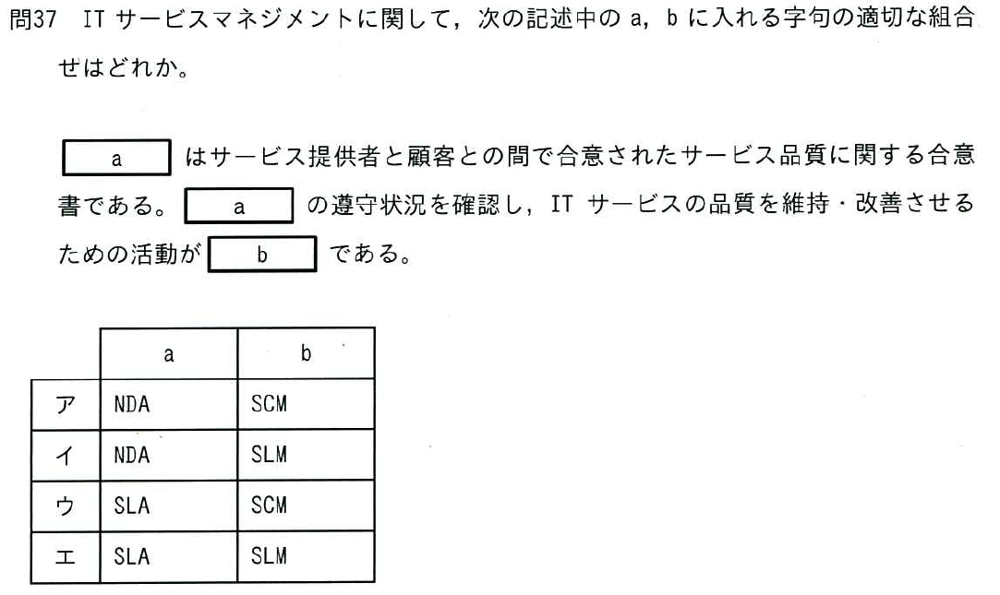 問37 ITサービスマネジメントに関して,次の記述中のa,bに入れる字句の適切な組合
せはどれか。
a はサービス提供者と顧客との間で合意されたサービス品質に関する合意
書である。 a の遵守状況を確認し,IT サービスの品質を維持・改善させる
ための活動が b である。
a b
ア NDA SCM
イ NDA SLM
ウ SLA SCM
エ SLA SLM